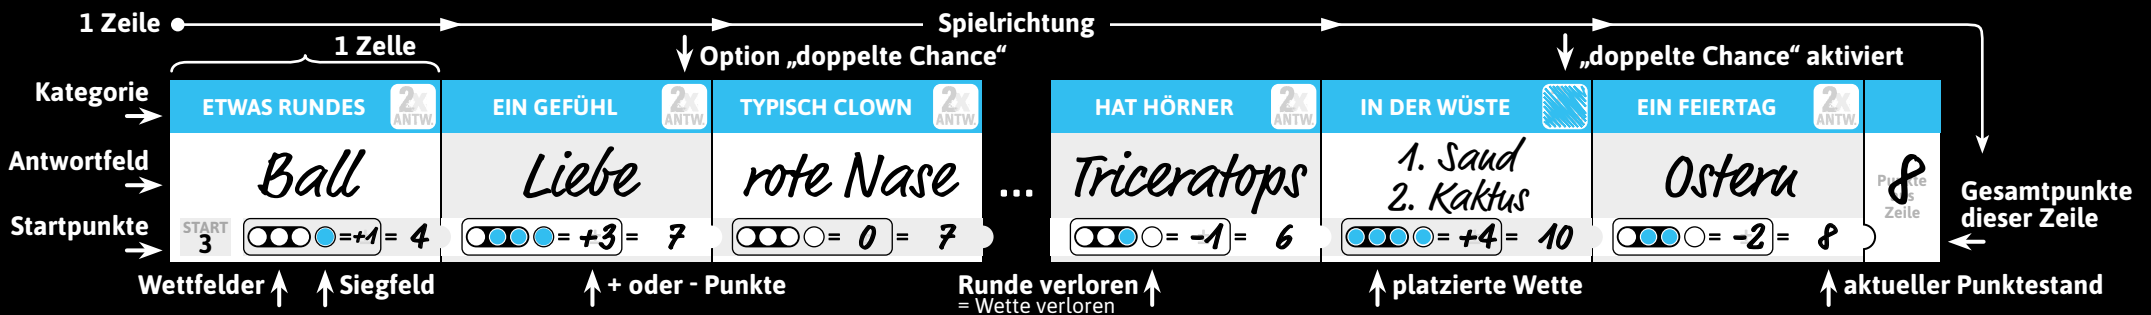 1 Zeile
Spielrichtung
1 Zelle
Option „doppelte Chance“
„doppelte Chance“ aktiviert
Kategorie
ETWAS RUNDES 2x ANTW.
EIN GEFÜHL 2x ANTW.
TYPISCH CLOWN 2x ANTW.
HAT HÖRNER 2x ANTW.
IN DER WÜSTE
EIN FEIERTAG 2x ANTW.
Antwortfeld
Ball
Liebe
rote Nase
...
Triceratops
1. Sand
2. Kaktus
Ostern
8
Punkte
Zeile
Gesamtpunkte
dieser Zeile
Startpunkte
START
3
=+1= 4
= +3= 7
= 0 = 7
= -1= 6
= +4= 10
= -2= 8
Wettfelder
Siegfeld
+ oder - Punkte
Runde verloren
= Wette verloren
platzierte Wette
aktueller Punktestand